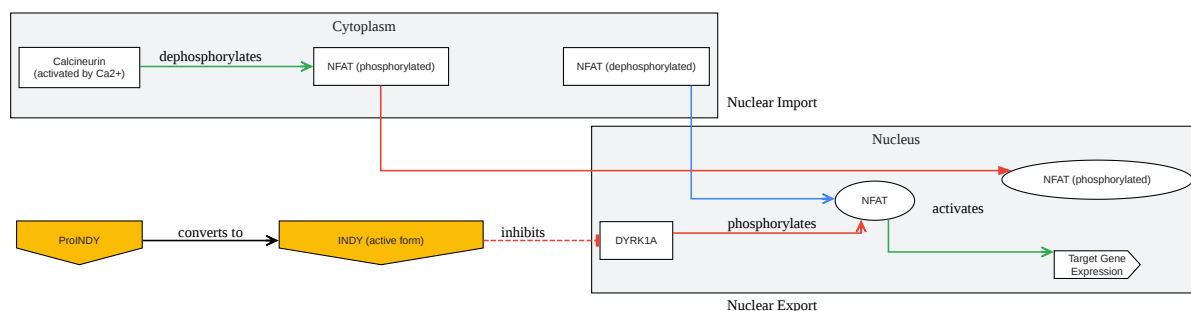 Cytoplasm
Calcineurin
(activated by Ca2+)
dephosphorylates
NFAT (phosphorylated)
NFAT (dephosphorylated)
Nuclear Import
Nucleus
NFAT (phosphorylated)
NFAT
activates
phosphorylates
ProINDY
converts to
INDY (active form)
inhibits
DYRK1A
Target Gene
Expression
Nuclear Export